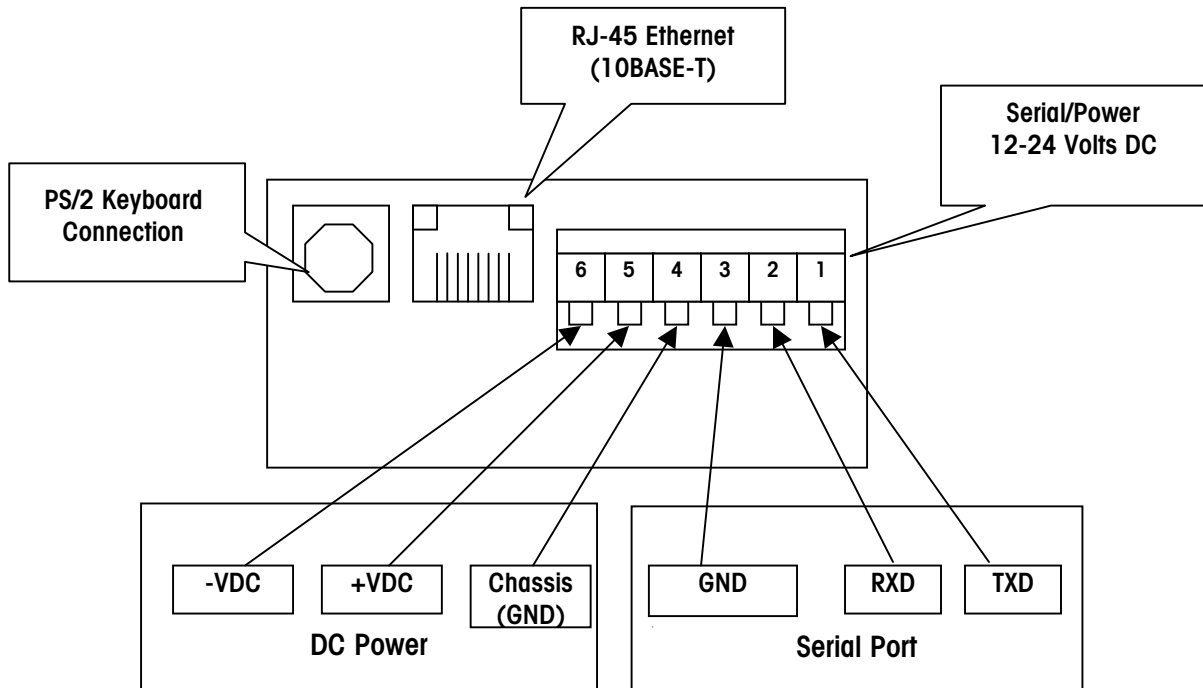 RJ-45 Ethernet
(10BASE-T)
Serial/Power
12-24 Volts DC
PS/2 Keyboard
Connection
6 5 4 3 2 1
-VDC +VDC Chassis
(GND)
DC Power
GND RXD TXD
Serial Port